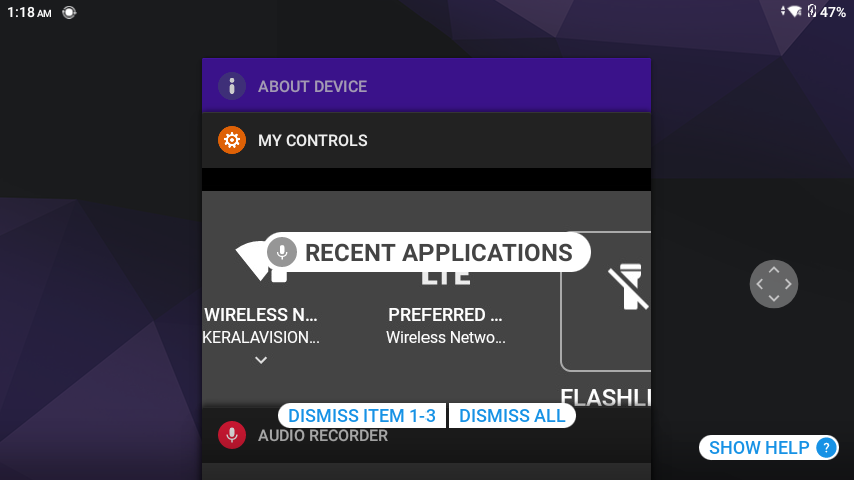 1:18 AM
47%
ABOUT DEVICE
MY CONTROLS
RECENT APPLICATIONS
LTE
WIRELESS N...
PREFERRED ...
KERALAVISION...
Wireless Netwo...
FLASHLI
DISMISS ITEM 1-3
DISMISS ALL
AUDIO RECORDER
SHOW HELP ?